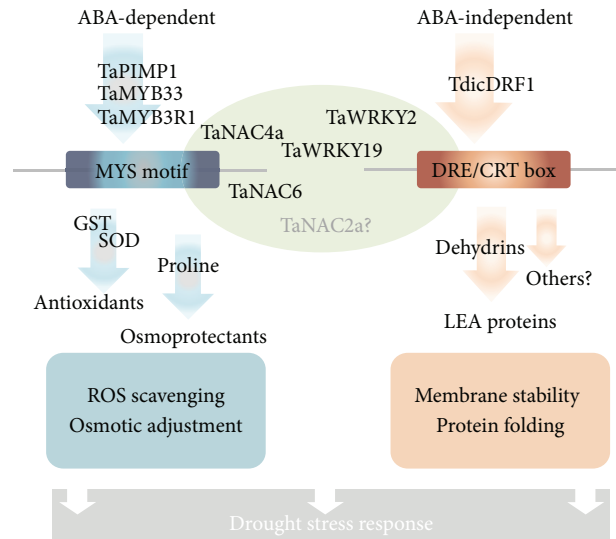 ABA-dependent
ABA-independent
TaPIMP1
TaMYB33
TaMYB3R1
TdicDRF1
TaNAC4a
TaWRKY2
TaWRKY19
MYS motif
DRE/CRT box
TaNAC6
TaNAC2a?
GST
SOD
Proline
Antioxidants
Osmoprotectants
Dehydrins
Others?
LEA proteins
ROS scavenging
Osmotic adjustment
Membrane stability
Protein folding
Drought stress response